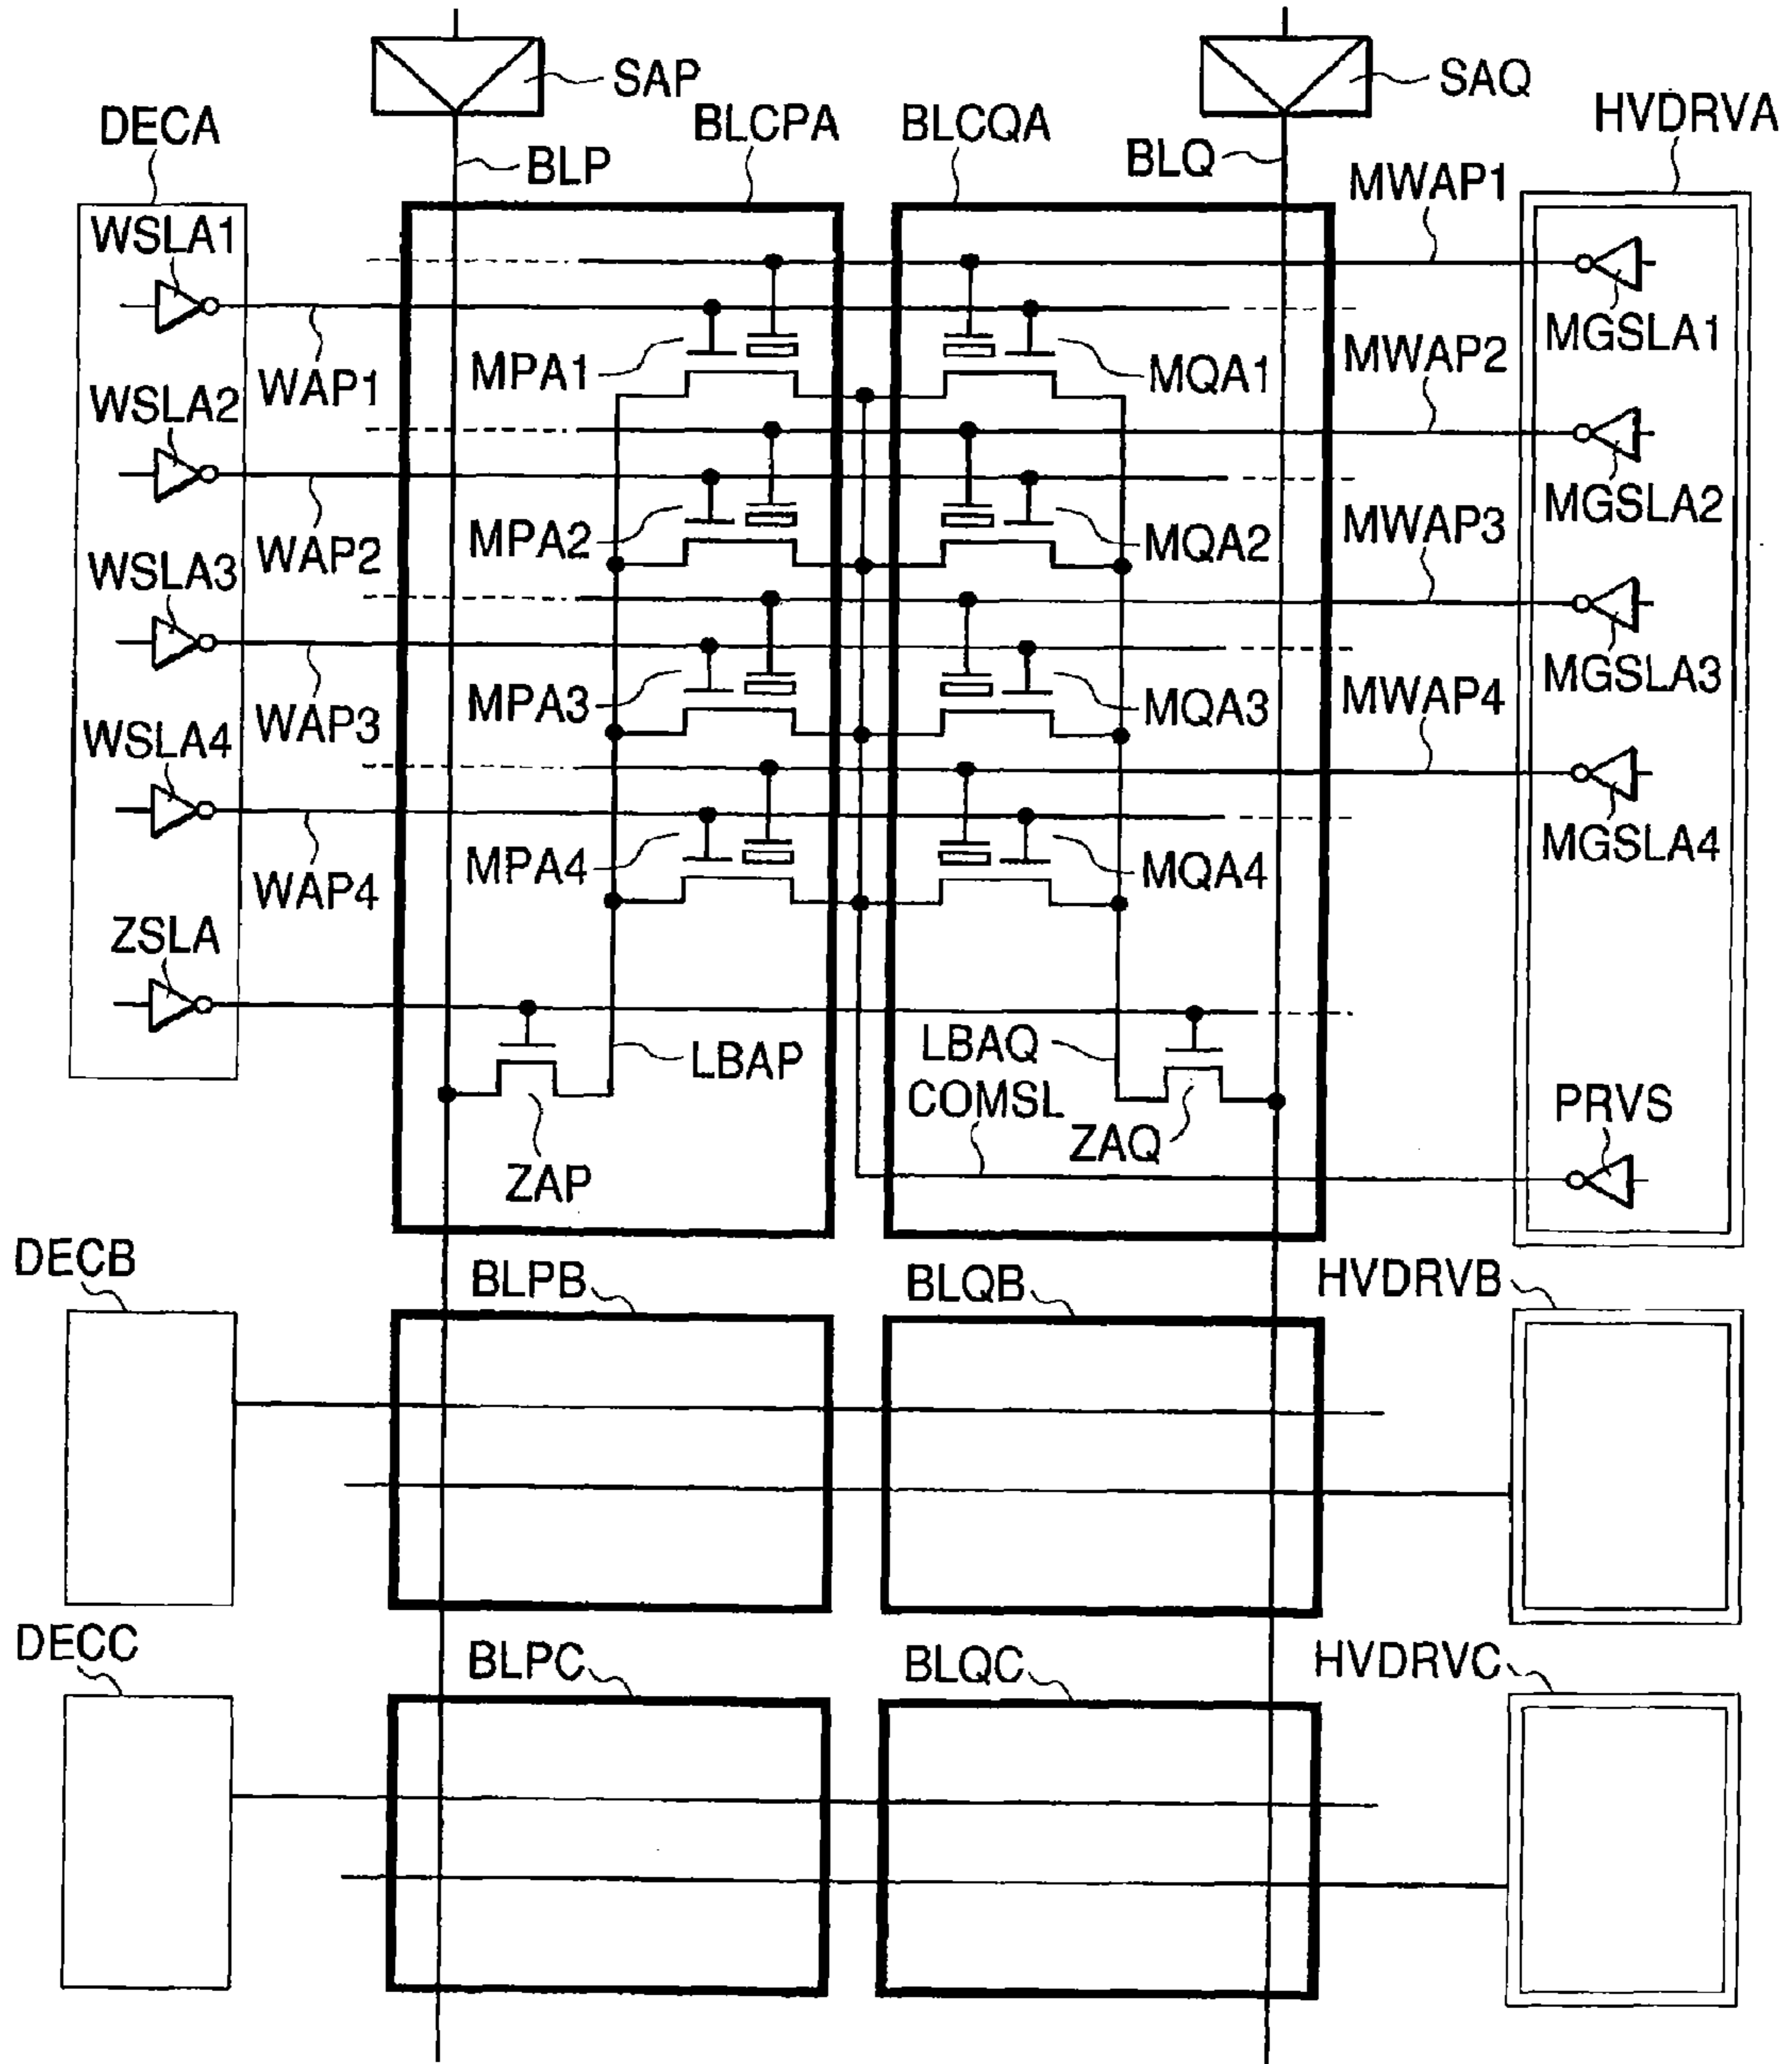 SAP
SAQ
DECA
BLCPA
BLCQA
HVDRVA
BLP
BLQ
MWAP1
WSLA1
MGSLA1
MPA1
MQA1
WAP1
MWAP2
WSLA2
MGSLA2
MPA2
MQA2
WAP2
MWAP3
WSLA3
MGSLA3
MPA3
MQA3
WAP3
MWAP4
WSLA4
MGSLA4
MPA4
MQA4
WAP4
ZSLA
LBAP
LBAQ
COMSL
PRVS
ZAQ
ZAP
DECB
BLPB
BLQB
HVDRVB
DECC
BLPC
BLQC
HVDRVC